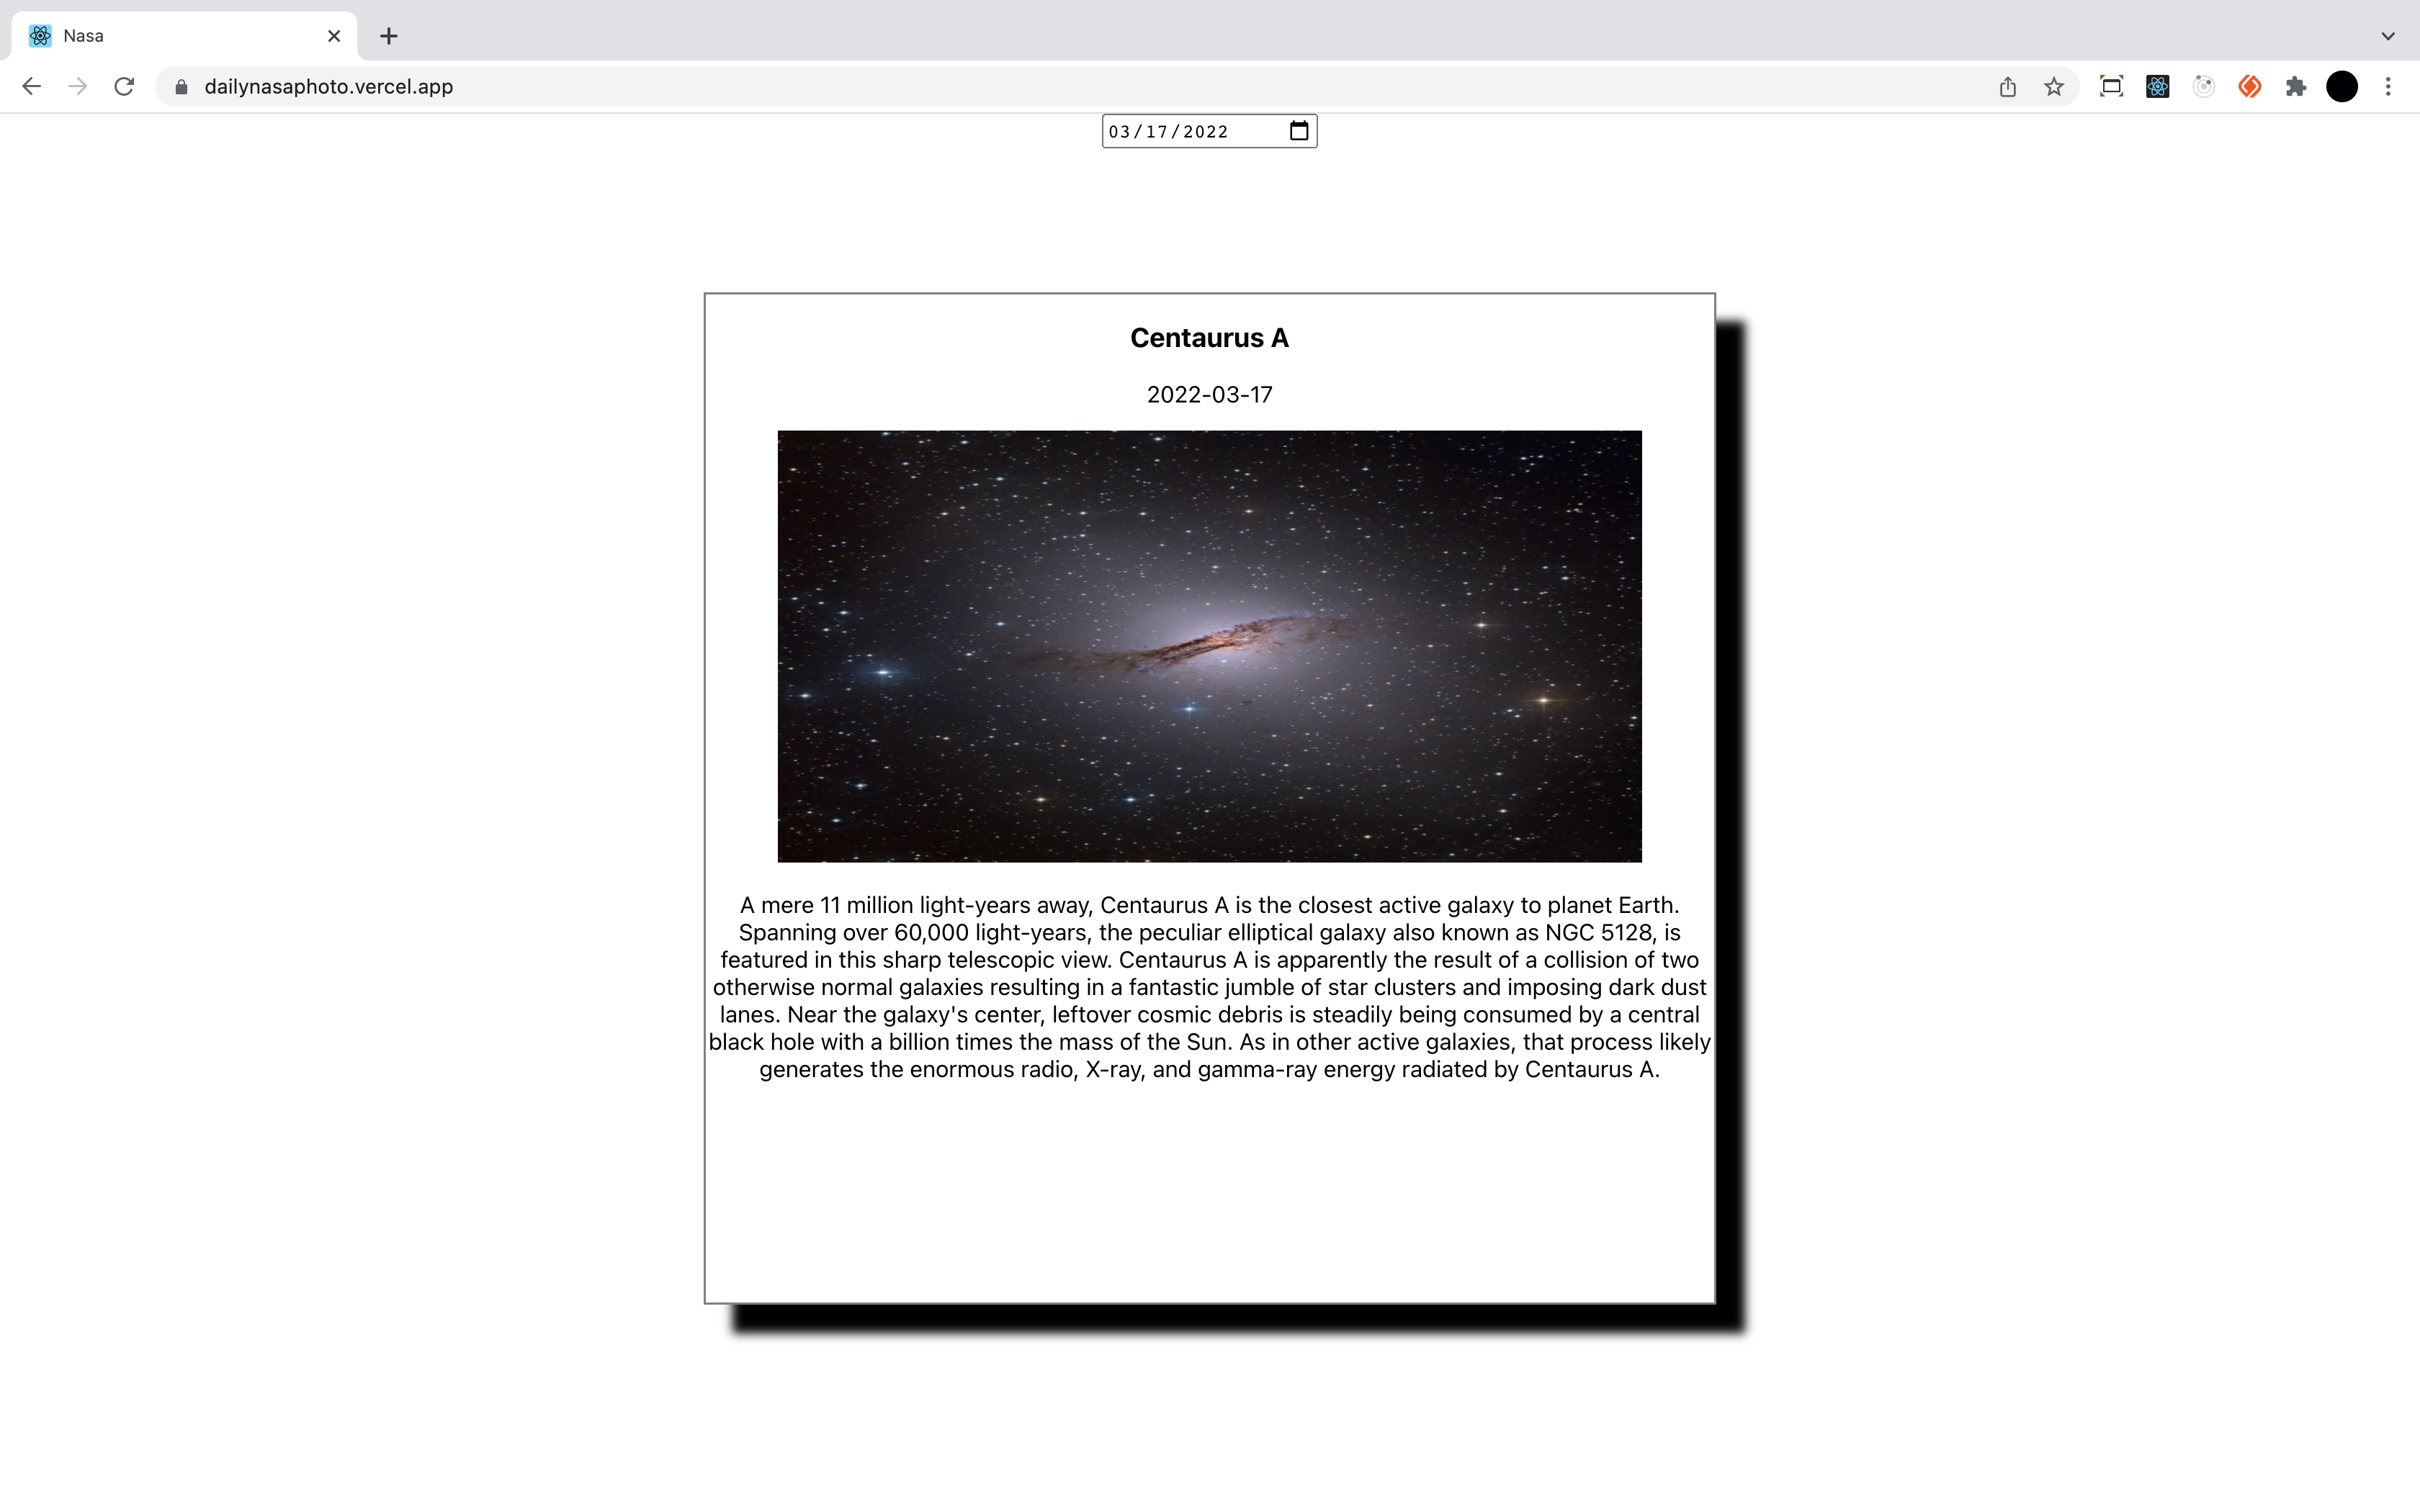 Nasa
dailynasaphoto.vercel.app
03/17/2022
Centaurus A
2022-03-17
A mere 11 million light-years away, Centaurus A is the closest active galaxy to planet Earth.
Spanning over 60,000 light-years, the peculiar elliptical galaxy also known as NGC 5128, is
featured in this sharp telescopic view. Centaurus A is apparently the result of a collision of two
otherwise normal galaxies resulting in a fantastic jumble of star clusters and imposing dark dust
lanes. Near the galaxy's center, leftover cosmic debris is steadily being consumed by a central
black hole with a billion times the mass of the Sun. As in other active galaxies, that process likely
generates the enormous radio, X-ray, and gamma-ray energy radiated by Centaurus A.